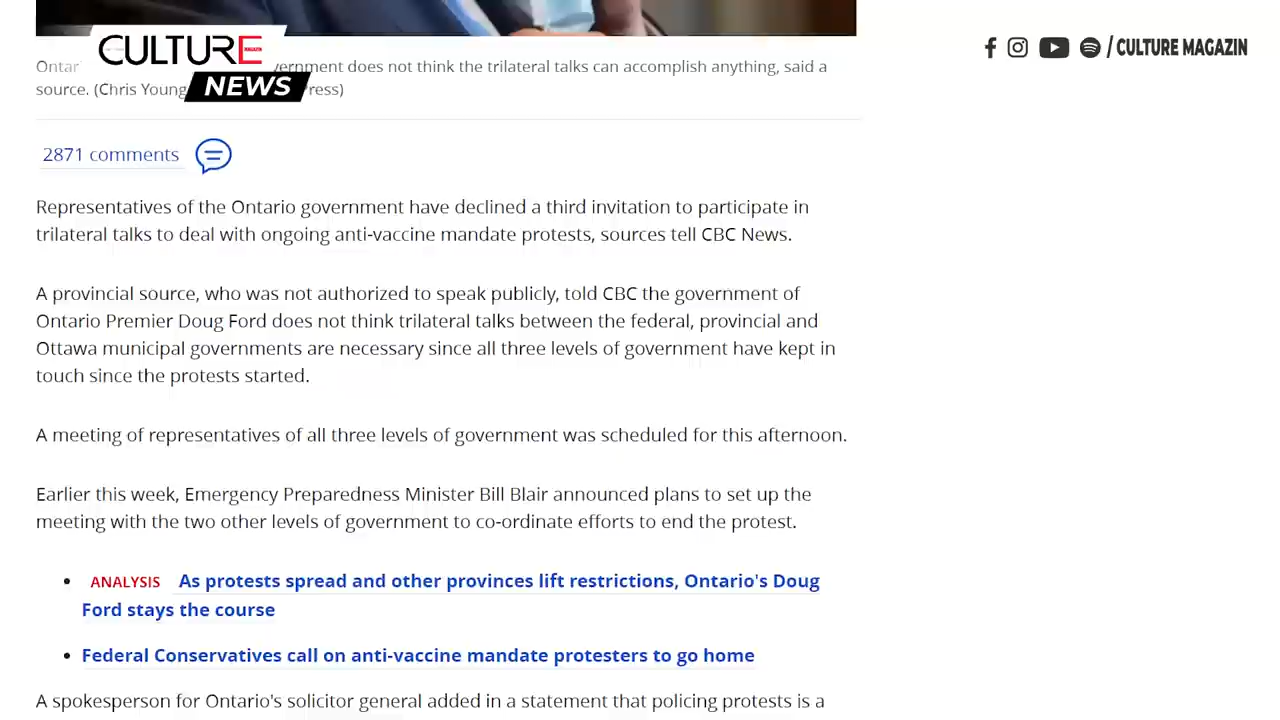 CULTURE
NEWS
/ CULTURE MAGAZIN
Ontar vernment does not think the trilateral talks can accomplish anything, said a
source. (Chris Young ress)
2871 comments
Representatives of the Ontario government have declined a third invitation to participate in
trilateral talks to deal with ongoing anti-vaccine mandate protests, sources tell CBC News.
A provincial source, who was not authorized to speak publicly, told CBC the government of
Ontario Premier Doug Ford does not think trilateral talks between the federal, provincial and
Ottawa municipal governments are necessary since all three levels of government have kept in
touch since the protests started.
A meeting of representatives of all three levels of government was scheduled for this afternoon.
Earlier this week, Emergency Preparedness Minister Bill Blair announced plans to set up the
meeting with the two other levels of government to co-ordinate efforts to end the protest.
• ANALYSIS As protests spread and other provinces lift restrictions, Ontario's Doug
Ford stays the course
• Federal Conservatives call on anti-vaccine mandate protesters to go home
A spokesperson for Ontario's solicitor general added in a statement that policing protests is a